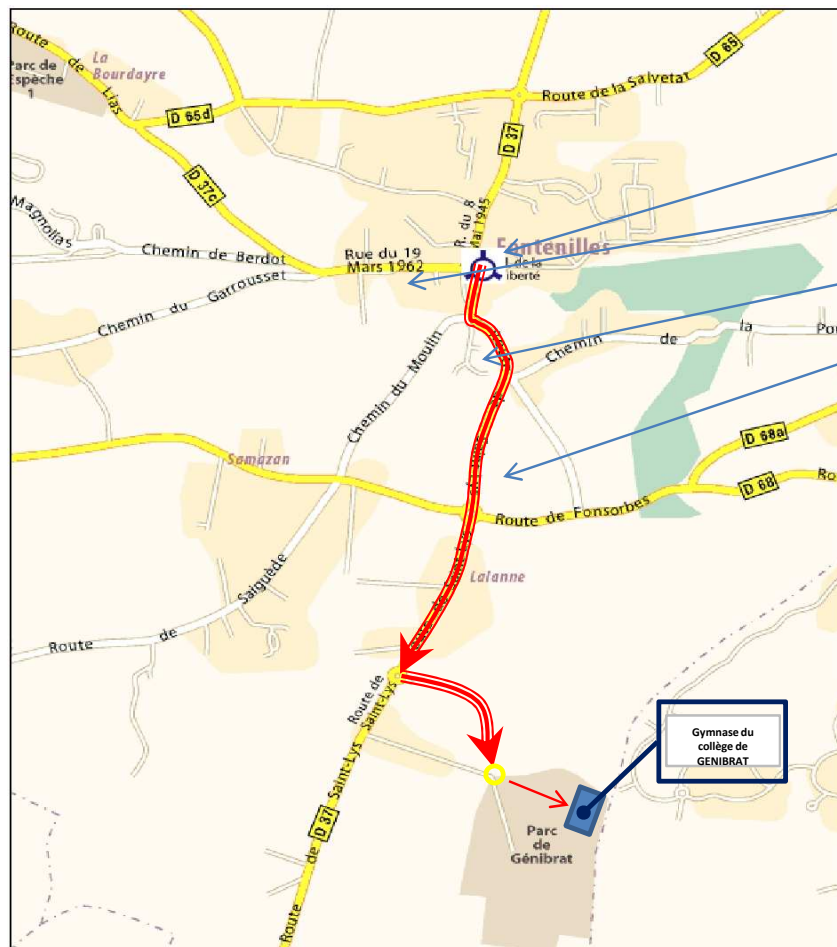 Route de Lias
Parc de
Espèche
1
La
Bourdayre
D 65d
D 65
Route de la Salvetat
D 37
D 37c
R. du 8
Mai 1945
Magnolias
Chemin de Berdot
Rue du 19
Mars 1962
Fontenilles
de la
iberté
Chemin du Garrousset
Chemin du Moulin
Chemin de la
Samazan
D 68a
D 68
Route de Fonsorbes
Lalanne
Route de Saiguède
Route de
Saint-Lys
Route de Saint-Lys
D 37
Gymnase du
collège de
GENIBRAT
Parc
de
Génibrat